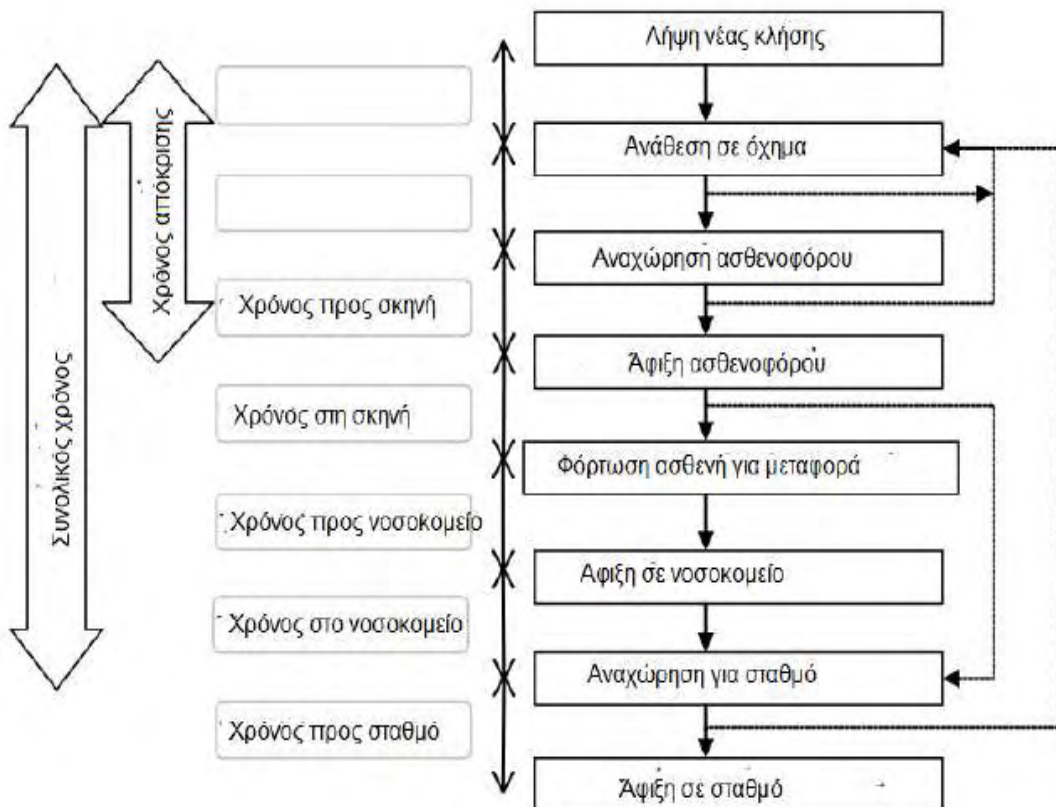 Συνολικός χρόνος
Χρόνος απόκρισης
Χρόνος προς σκηνή
Χρόνος στη σκηνή
Χρόνος προς νοσοκομείο
Χρόνος στο νοσοκομείο
Χρόνος προς σταθμό
Λήψη νέας κλήσης
Ανάθεση σε όχημα
Αναχώρηση ασθενοφόρου
Άφιξη ασθενοφόρου
Φόρτωση ασθενή για μεταφορά
Αφιξη σε νοσοκομείο
Αναχώρηση για σταθμό
Άφιξη σε σταθμό